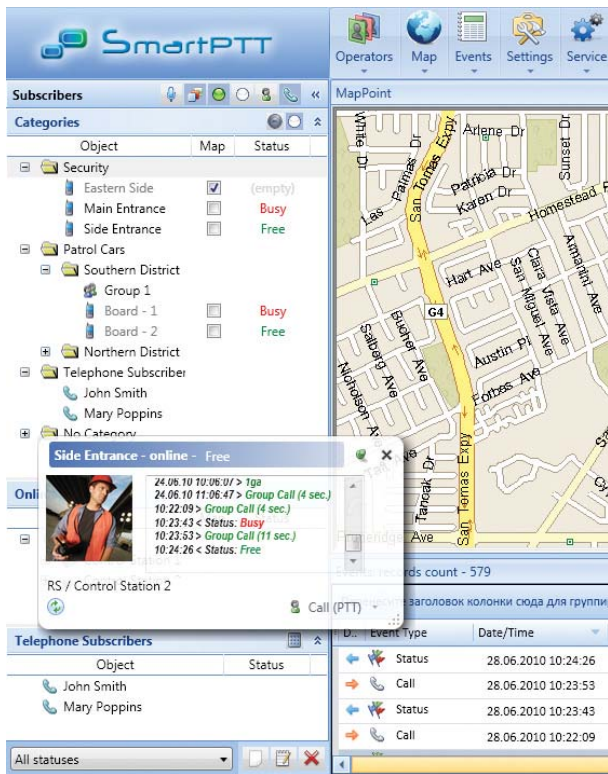 SmartPTT
Operators Map Events Settings Service
Subscribers
MapPoint
Categories
Object Map Status
Security
Eastern Side (empty)
Main Entrance Busy
Side Entrance Free
Patrol Cars
Southern District
Group 1
Board - 1 Busy
Board - 2 Free
Northern District
Telephone Subscriber
John Smith
Mary Poppins
No Category
White Dr
Arlene Dr
Sunset Dr
Las Palmas Dr
San Tomas Expy
Patricia Dr
Karen Dr
Homestead
Hart Ave
Clara Vista Ave
San Miguel Ave
Armanini Ave
G4
Bucher Ave
Salberg Ave
Nicholson Ave
Austin Pl
Forbes Ave
Tanoak Dr
San Tomas Expy
Ave
Side Entrance - online - Free
24.06.10 10:06:07 > 1ga
24.06.10 11:06:47 > Group Call (4 sec.)
10:22:09 > Group Call (4 sec.)
10:23:43 < Status: Busy
10:23:53 > Group Call (11 sec.)
10:24:26 < Status: Free
RS / Control Station 2
Call (PTT)
Onli
records count - 579
заголовок колонки сюда для группир
D.. Event Type Date/Time
Status 28.06.2010 10:24:26
Call 28.06.2010 10:23:53
Status 28.06.2010 10:23:43
Call 28.06.2010 10:22:09
Telephone Subscribers
Object Status
John Smith
Mary Poppins
All statuses